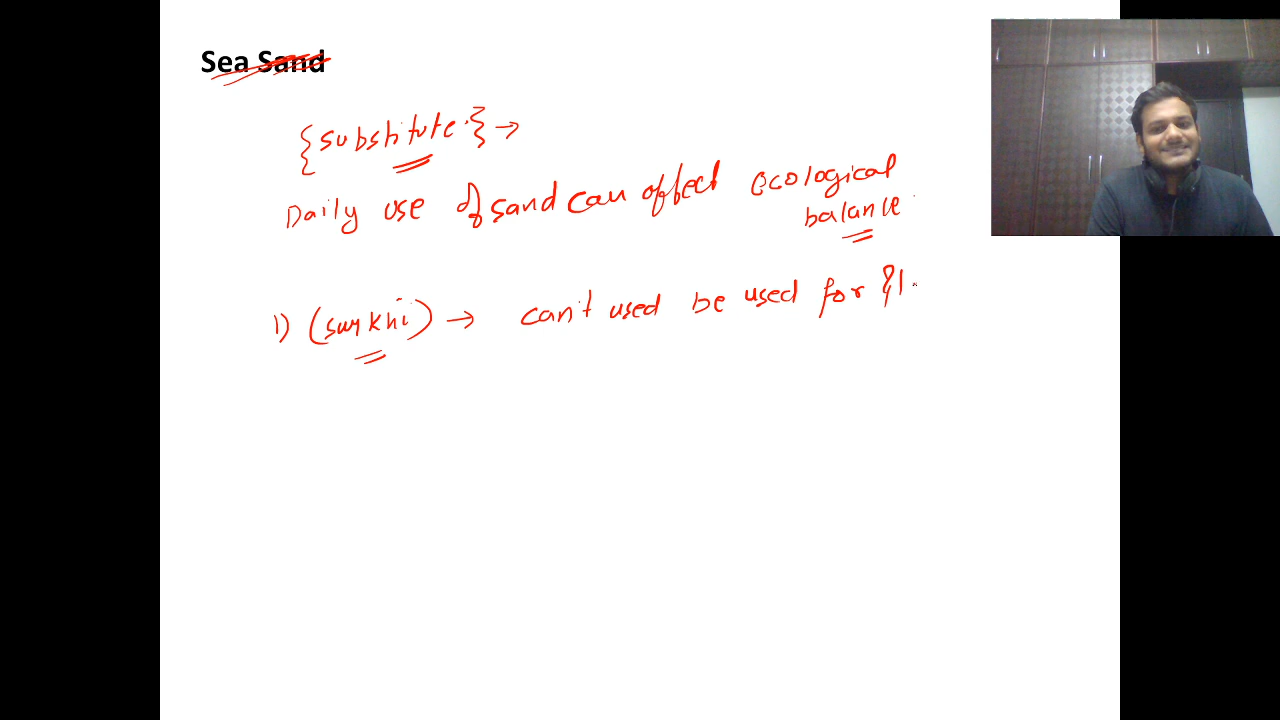 Sea Sand
{substitute.} →
Daily use of sand can affect ecological
balance
1) (surkhi) → can't used be used for